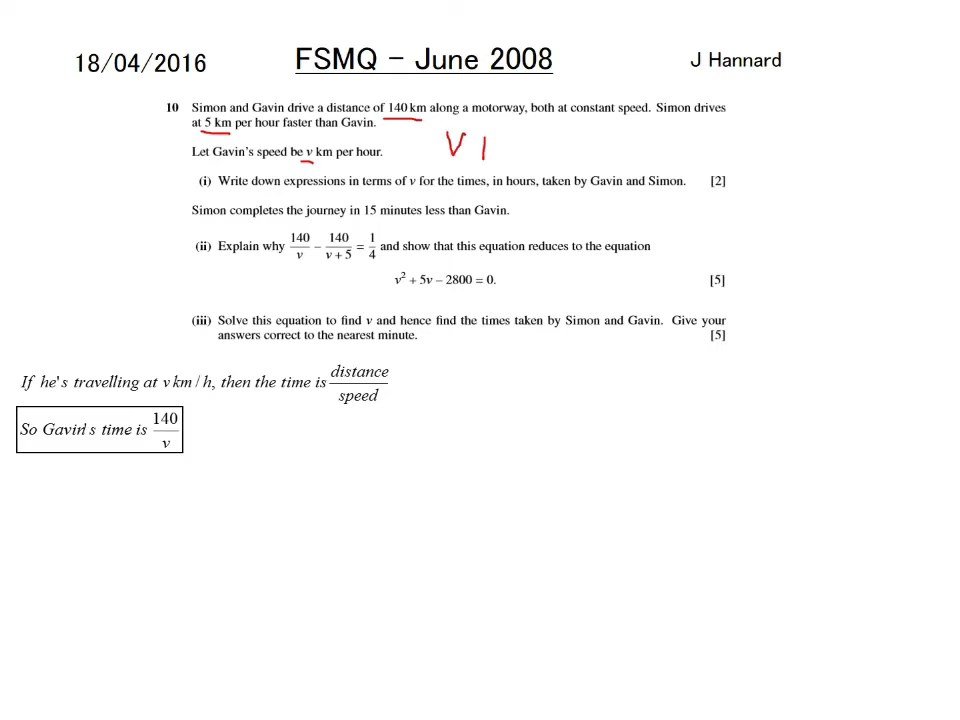 18/04/2016 FSMQ - June 2008 J Hannard
10 Simon and Gavin drive a distance of 140 km along a motorway, both at constant speed. Simon drives
at 5 km per hour faster than Gavin.
Let Gavin's speed be v km per hour.
V
(i) Write down expressions in terms of v for the times, in hours, taken by Gavin and Simon. [2]
Simon completes the journey in 15 minutes less than Gavin.
(ii) Explain why 140/v − 140/(v + 5) = 1/4 and show that this equation reduces to the equation
v² + 5v − 2800 = 0. [5]
(iii) Solve this equation to find v and hence find the times taken by Simon and Gavin. Give your
answers correct to the nearest minute. [5]
If he's travelling at v km / h, then the time is distance/speed
So Gavin's time is 140/v